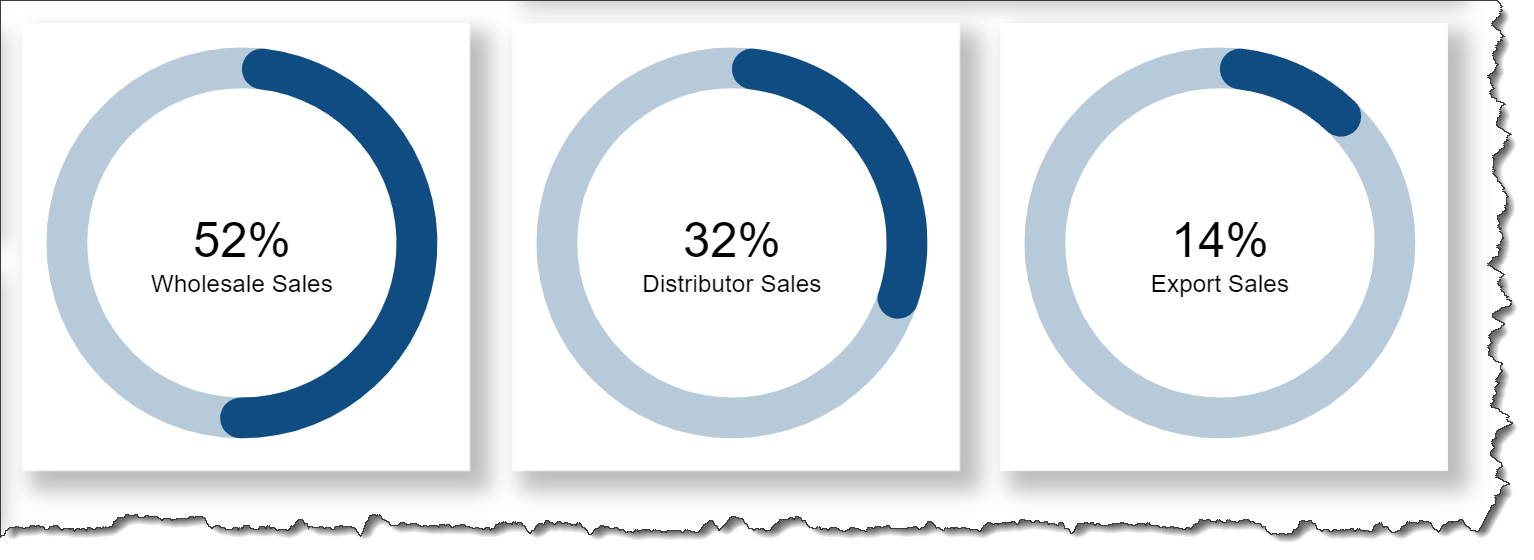 52%
Wholesale Sales
32%
Distributor Sales
14%
Export Sales